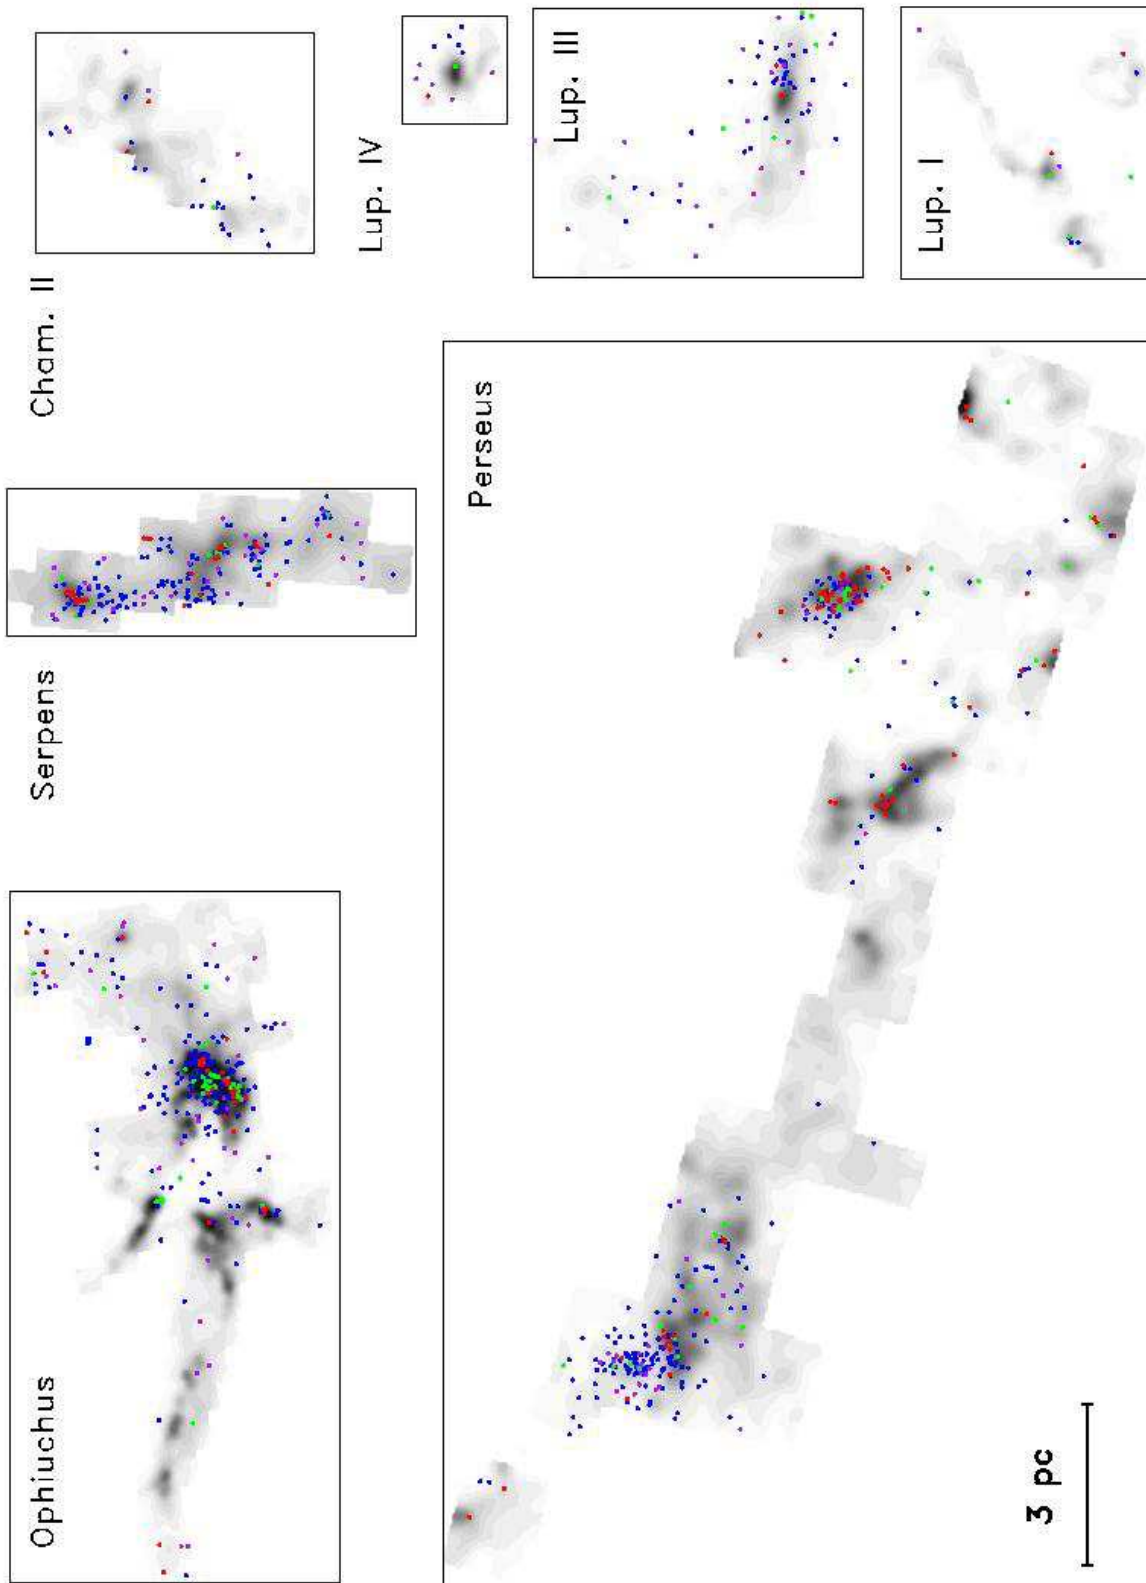 Ophiuchus
Serpens
Cham. II
Lup. IV
Lup. III
Lup. I
Perseus
3 pc